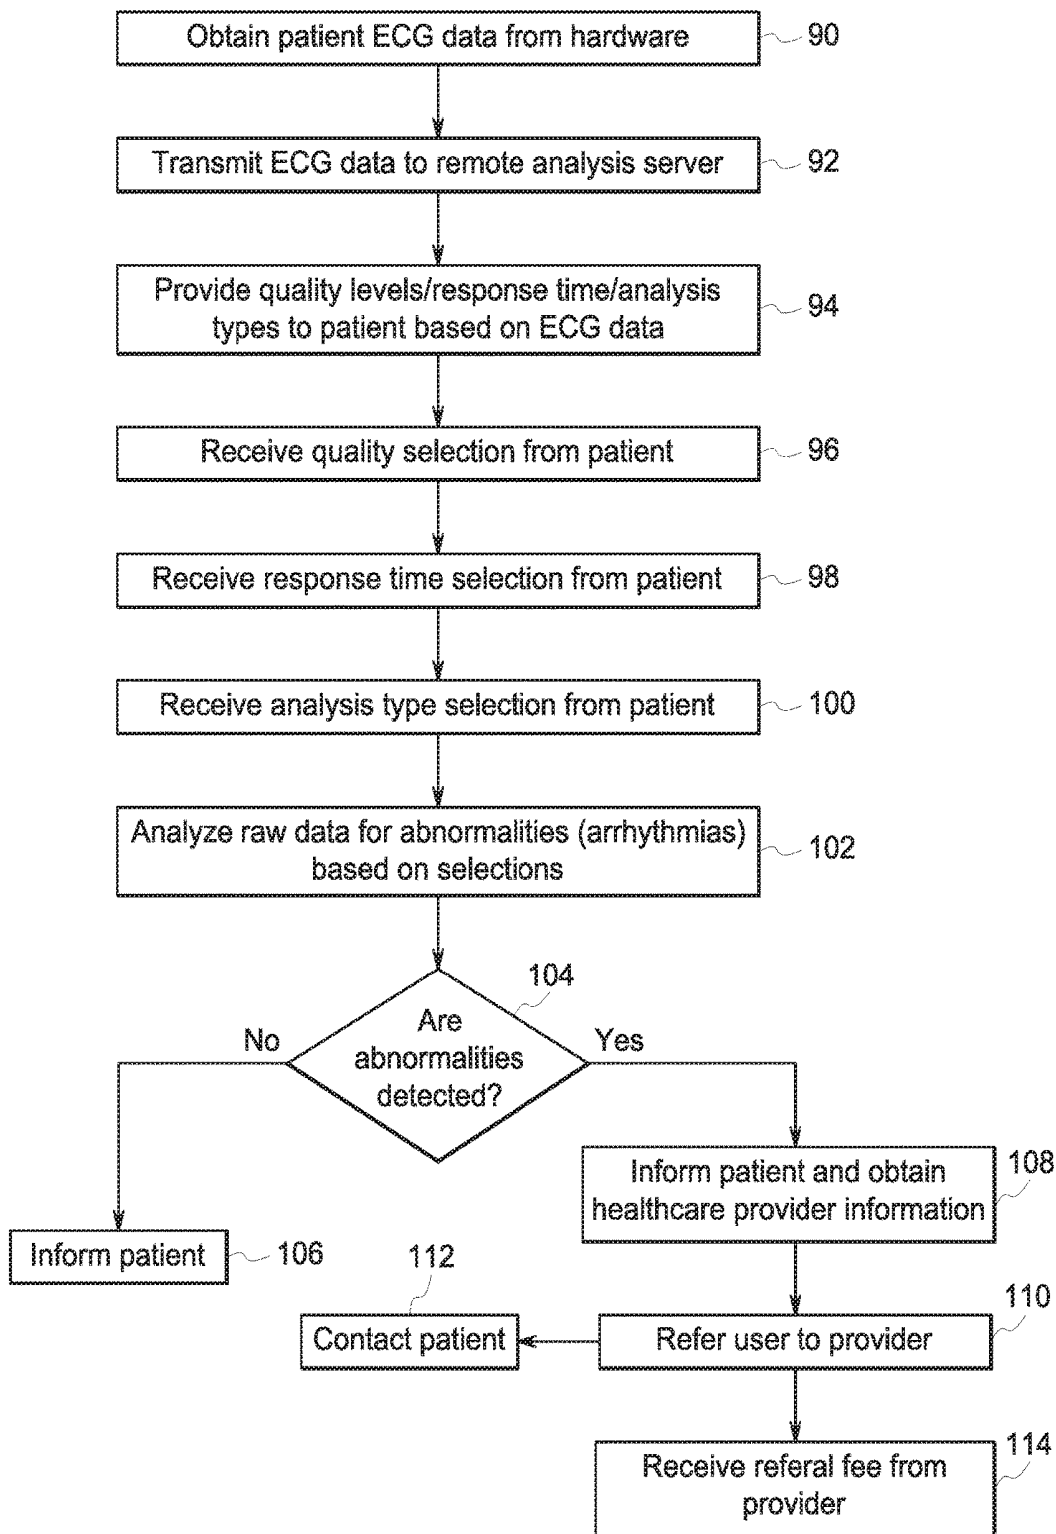 Obtain patient ECG data from hardware
90
Transmit ECG data to remote analysis server
92
Provide quality levels/response time/analysis
types to patient based on ECG data
94
Receive quality selection from patient
96
Receive response time selection from patient
98
Receive analysis type selection from patient
100
Analyze raw data for abnormalities (arrhythmias)
based on selections
102
104
Are
abnormalities
detected?
No
Yes
Inform patient
106
Inform patient and obtain
healthcare provider information
108
112
Contact patient
Refer user to provider
110
Receive referal fee from
provider
114